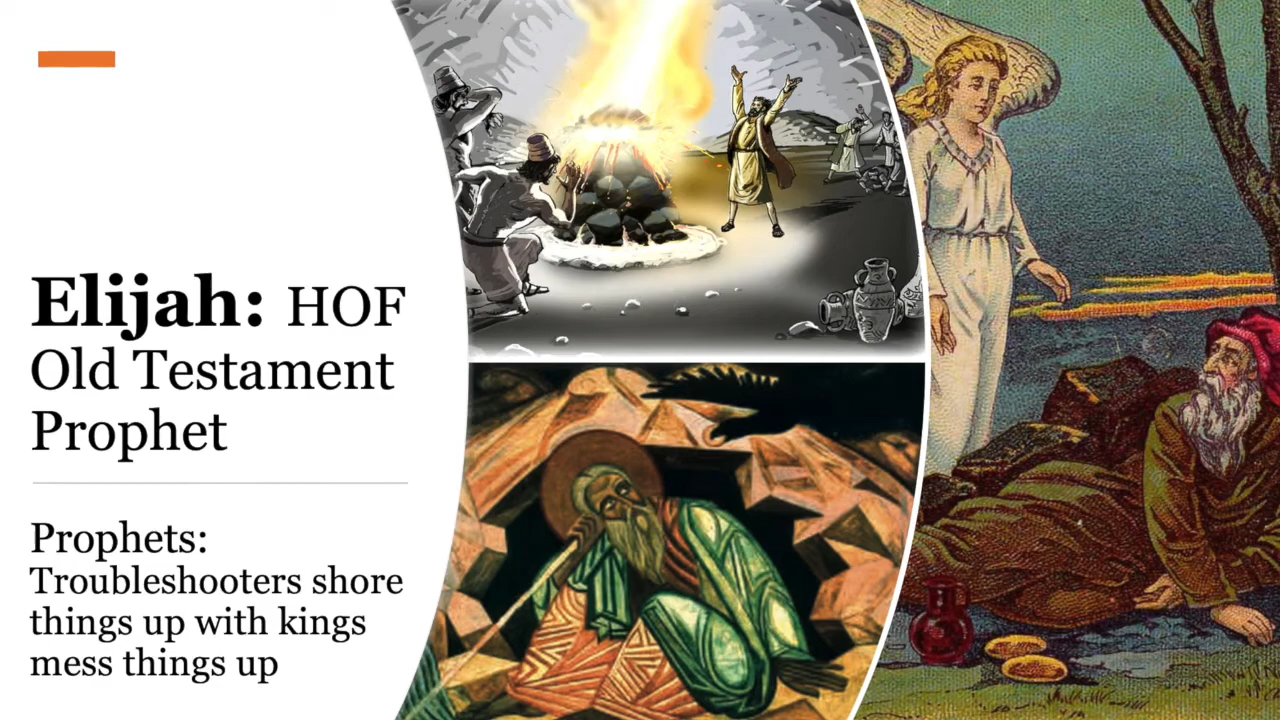 Elijah: HOF
Old Testament
Prophet
Prophets:
Troubleshooters shore
things up with kings
mess things up